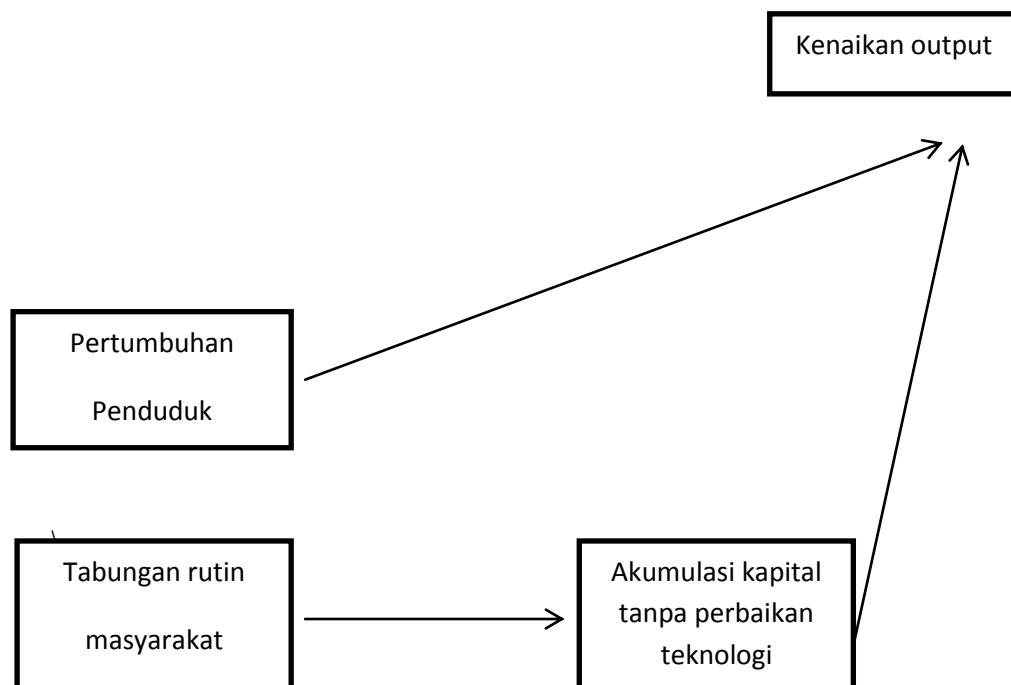 Kenaikan output
Pertumbuhan
Penduduk
Tabungan rutin
masyarakat
Akumulasi kapital
tanpa perbaikan
teknologi